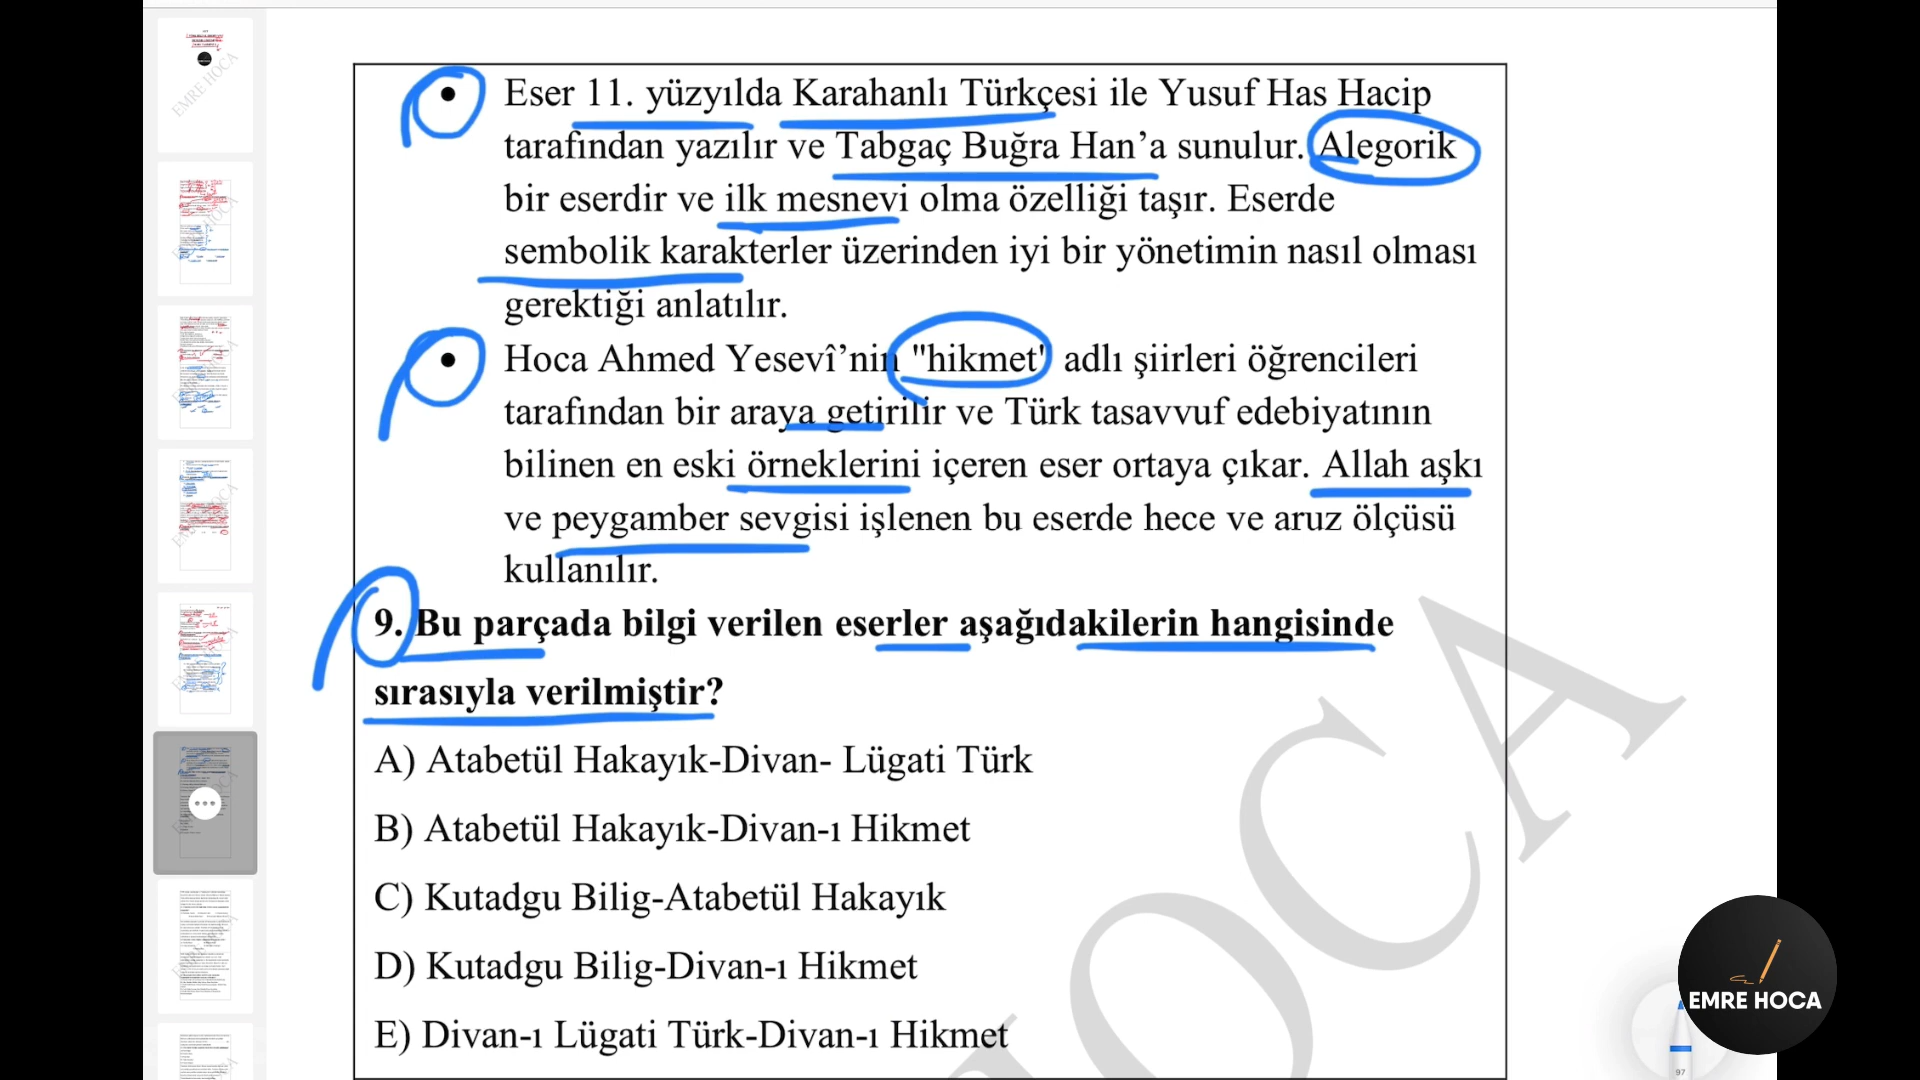 • Eser 11. yüzyılda Karahanlı Türkçesi ile Yusuf Has Hacip
tarafından yazılır ve Tabgaç Buğra Han’a sunulur. Alegorik
bir eserdir ve ilk mesnevi olma özelliği taşır. Eserde
sembolik karakterler üzerinden iyi bir yönetimin nasıl olması
gerektiği anlatılır.
• Hoca Ahmed Yesevî’nin "hikmet" adlı şiirleri öğrencileri
tarafından bir araya getirilir ve Türk tasavvuf edebiyatının
bilinen en eski örneklerini içeren eser ortaya çıkar. Allah aşkı
ve peygamber sevgisi işlenen bu eserde hece ve aruz ölçüsü
kullanılır.
9. Bu parçada bilgi verilen eserler aşağıdakilerin hangisinde
sırasıyla verilmiştir?
A) Atabetül Hakayık-Divan- Lügati Türk
B) Atabetül Hakayık-Divan-ı Hikmet
C) Kutadgu Bilig-Atabetül Hakayık
D) Kutadgu Bilig-Divan-ı Hikmet
E) Divan-ı Lügati Türk-Divan-ı Hikmet
HOCA
EMRE HOCA
97
EMRE HOCA